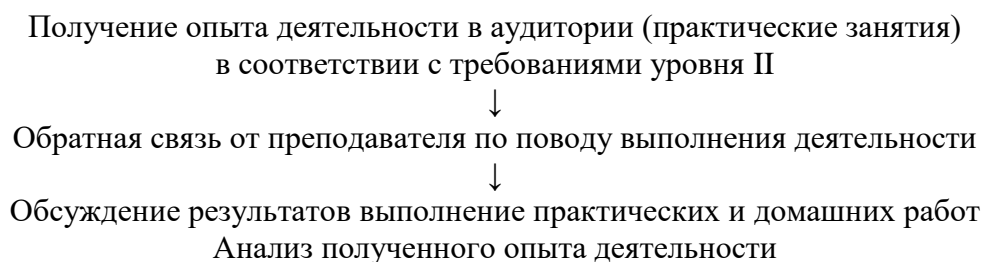 Получение опыта деятельности в аудитории (практические занятия)
в соответствии с требованиями уровня II
↓
Обратная связь от преподавателя по поводу выполнения деятельности
↓
Обсуждение результатов выполнение практических и домашних работ
Анализ полученного опыта деятельности